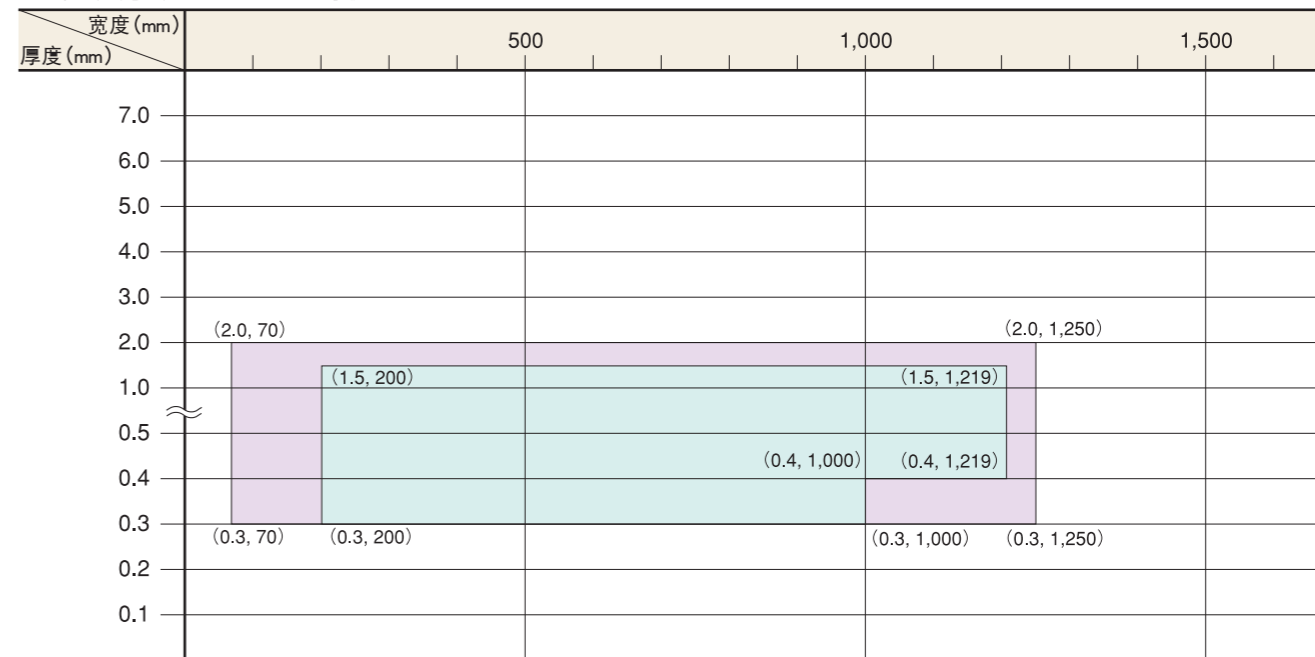 宽度(mm)
厚度(mm)
500 1,000 1,500
7.0
6.0
5.0
4.0
3.0
(2.0, 70) (2.0, 1,250)
2.0
(1.5, 200) (1.5, 1,219)
1.0
0.5
(0.4, 1,000) (0.4, 1,219)
0.4
0.3
(0.3, 70) (0.3, 200) (0.3, 1,000) (0.3, 1,250)
0.2
0.1